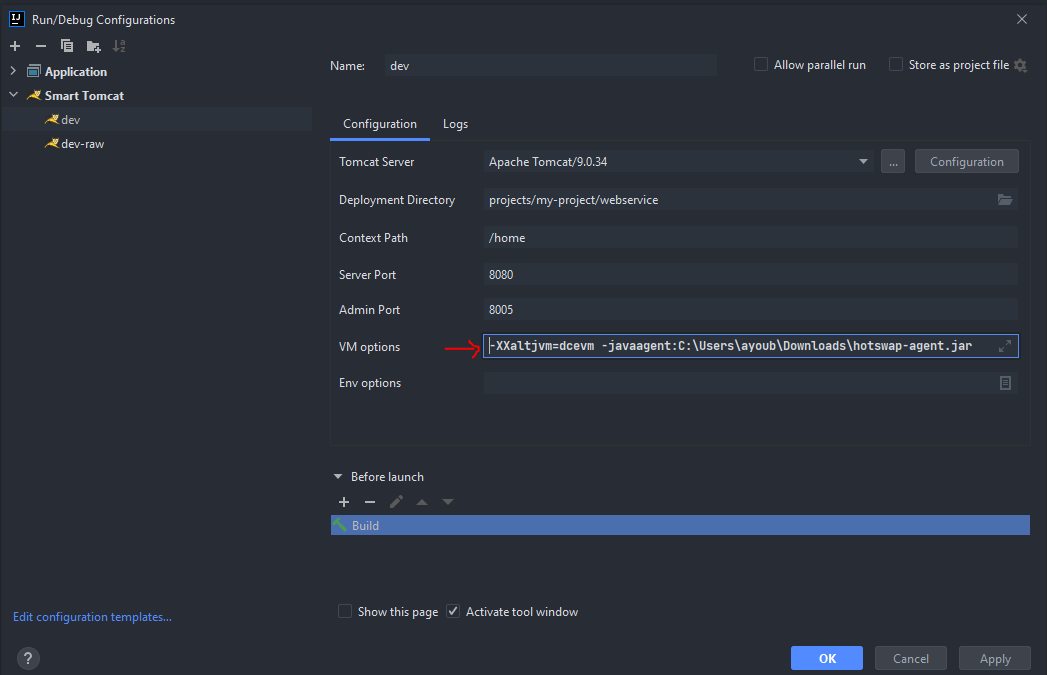 IJ Run/Debug Configurations
Application
Smart Tomcat
dev
dev-raw
Edit configuration templates...
?
Name: dev
Allow parallel run
Store as project file
Configuration Logs
Tomcat Server Apache Tomcat/9.0.34 ... Configuration
Deployment Directory projects/my-project/webservice
Context Path /home
Server Port 8080
Admin Port 8005
VM options -XXaltjvm=dcevm -javaagent:C:\Users\ayoub\Downloads\hotswap-agent.jar
Env options
Before launch
Build
Show this page Activate tool window
OK Cancel Apply